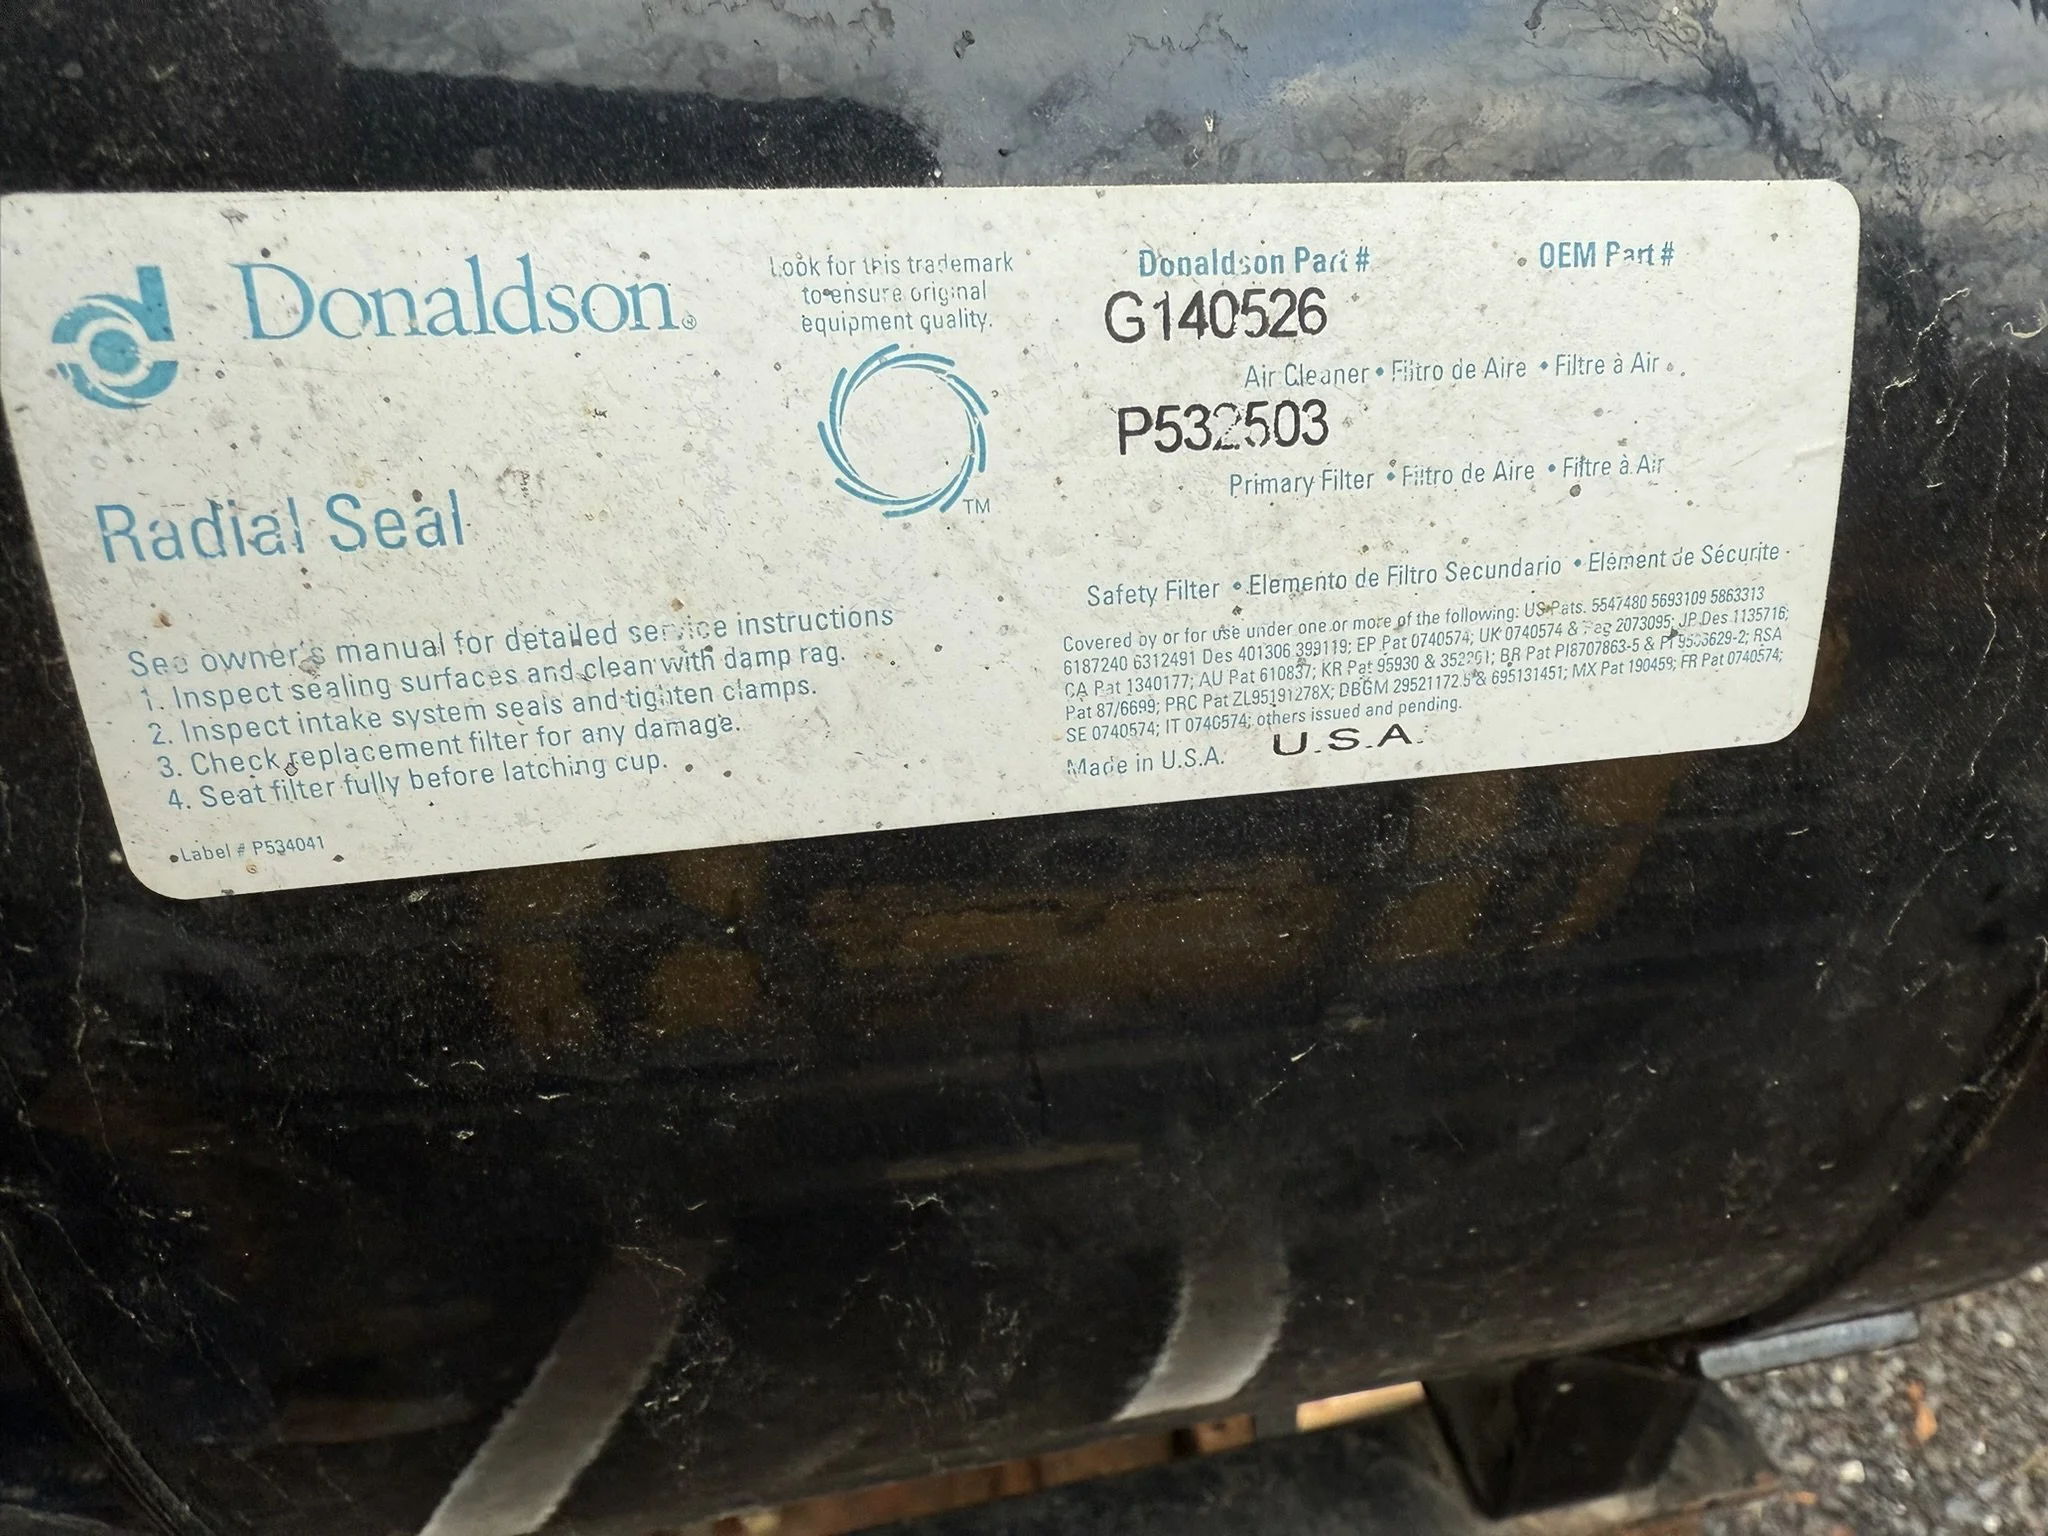 Donaldson®
Radial Seal
See owner's manual for detailed service instructions
1. Inspect sealing surfaces and clean with damp rag.
2. Inspect intake system seals and tighten clamps.
3. Check replacement filter for any damage.
4. Seat filter fully before latching cup.
Label # P534041
Look for this trademark
to ensure original
equipment quality.
TM
Donaldson Part # OEM Part #
G140526
Air Cleaner • Filtro de Aire • Filtre à Air
P532503
Primary Filter • Filtro de Aire • Filtre à Air
Safety Filter • Elemento de Filtro Secundario • Elément de Sécurite
Covered by or for use under one or more of the following: US Pats. 5547480 5693109 5863313
6187240 6312491 Des 401306 399119; EP Pat 0740574; UK 0740574 & 2073095; JP Des 1135716;
CA Pat 1340177; AU Pat 610837; KR Pat 95930 & BR Pat PI8707863-5 & RSA
Pat 87/6699; PRC Pat ZL95191278X; DBGM 29521172.5 & 695131451; MX Pat 190459; FR Pat 0740574;
SE 0740574; IT 0740574; others issued and pending.
Made in U.S.A. U.S.A.